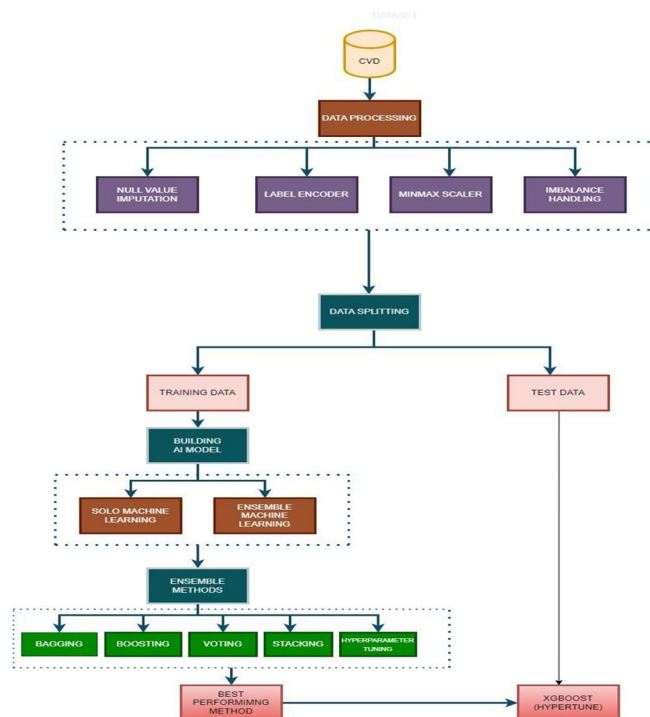 DATASET
CVD
DATA PROCESSING
NULL VALUE
IMPUTATION
LABEL ENCODER
MINMAX SCALER
IMBALANCE
HANDLING
DATA SPLITTING
TRAINING DATA
TEST DATA
BUILDING
AI MODEL
SOLO MACHINE
LEARNING
ENSEMBLE
MACHINE
LEARNING
ENSEMBLE
METHODS
BAGGING
BOOSTING
VOTING
STACKING
HYPERPARAMETER
TUNING
BEST
PERFORMIMNG
METHOD
XGBOOST
(HYPERTUNE)